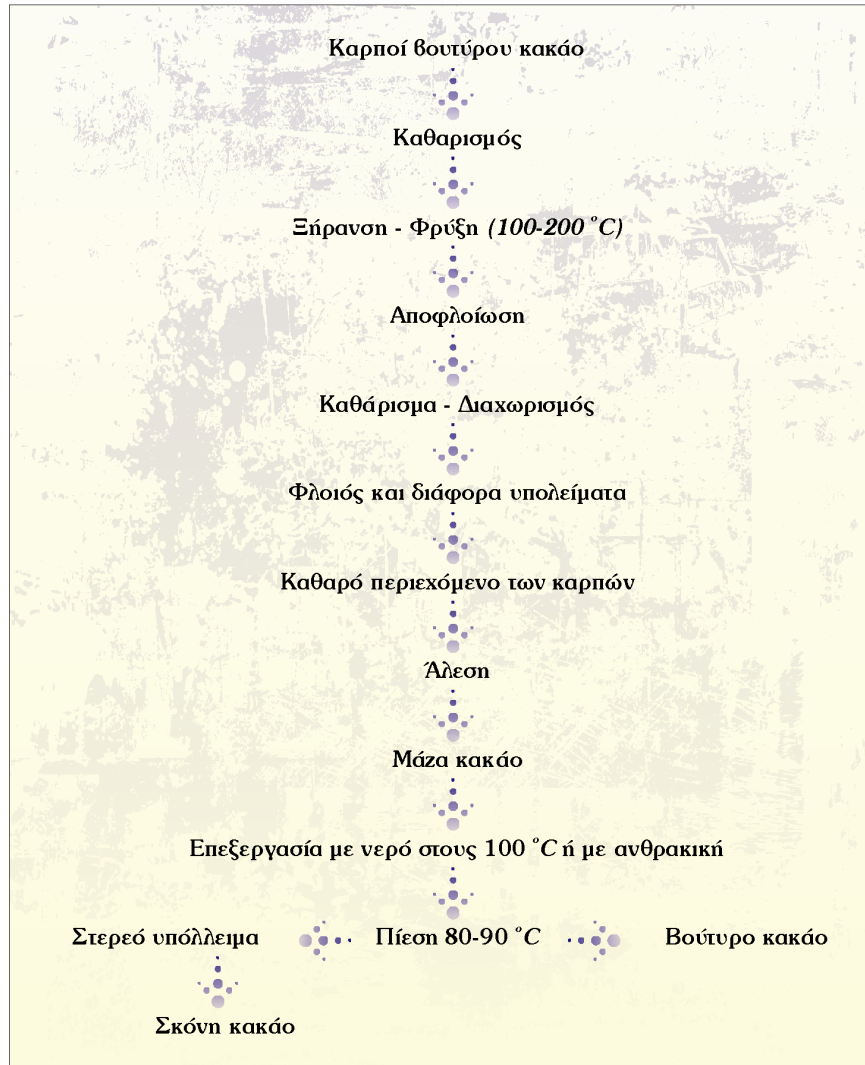 Καρποί βουτύρου κακάο
Καθαρισμός
Ξήρανση - Φρύξη (100-200 °C)
Αποφλοίωση
Καθάρισμα - Διαχωρισμός
Φλοιός και διάφορα υπολείματα
Καθαρό περιεχόμενο των καρπών
Άλεση
Μάζα κακάο
Επεξεργασία με νερό στους 100 °C ή με ανθρακική
Στερεό υπόλλειμα Πίεση 80-90 °C Βούτυρο κακάο
Σκόνη κακάο